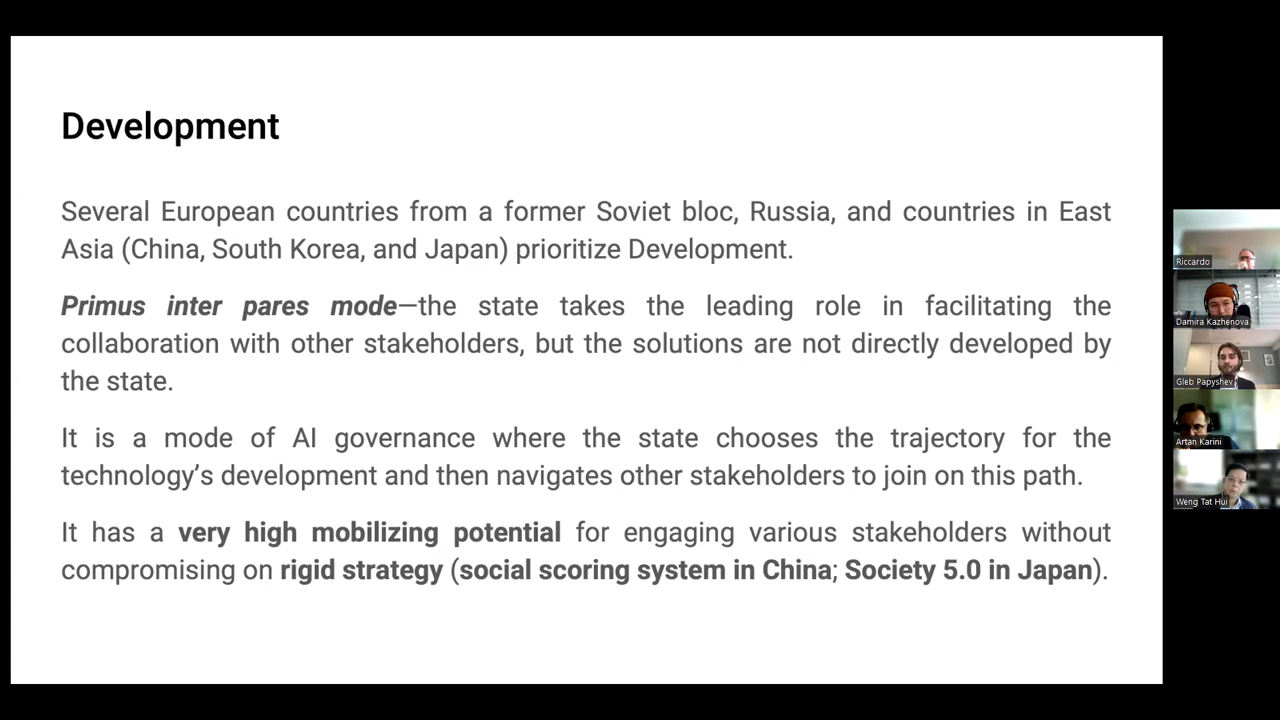 Development
Several European countries from a former Soviet bloc, Russia, and countries in East
Asia (China, South Korea, and Japan) prioritize Development.
Primus inter pares mode—the state takes the leading role in facilitating the
collaboration with other stakeholders, but the solutions are not directly developed by
the state.
It is a mode of AI governance where the state chooses the trajectory for the
technology’s development and then navigates other stakeholders to join on this path.
It has a very high mobilizing potential for engaging various stakeholders without
compromising on rigid strategy (social scoring system in China; Society 5.0 in Japan).
Riccardo
Damira Kazhenova
Gleb Papyshev
Artan Karini
Weng Tat Hui